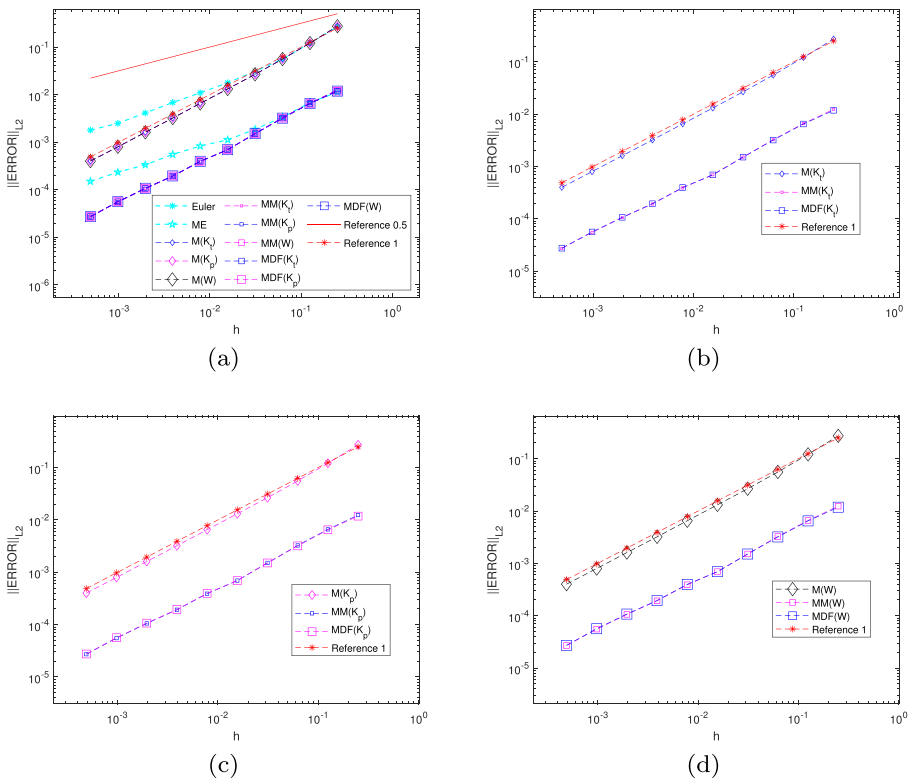 ||ERROR||L2
10-1
10-2
10-3
10-4
10-5
10-6
10-3
10-2
10-1
100
h
Euler
ME
M(Kt)
M(Kp)
M(W)
MM(Kt)
MM(Kp)
MM(W)
MDF(Kt)
MDF(Kp)
MDF(W)
Reference 0.5
Reference 1
(a)
||ERROR||L2
10-1
10-2
10-3
10-4
10-5
10-3
10-2
10-1
100
h
M(Kt)
MM(Kt)
MDF(Kt)
Reference 1
(b)
||ERROR||L2
10-1
10-2
10-3
10-4
10-5
10-3
10-2
10-1
100
h
M(Kp)
MM(Kp)
MDF(Kp)
Reference 1
(c)
||ERROR||L2
10-1
10-2
10-3
10-4
10-5
10-3
10-2
10-1
100
h
M(W)
MM(W)
MDF(W)
Reference 1
(d)